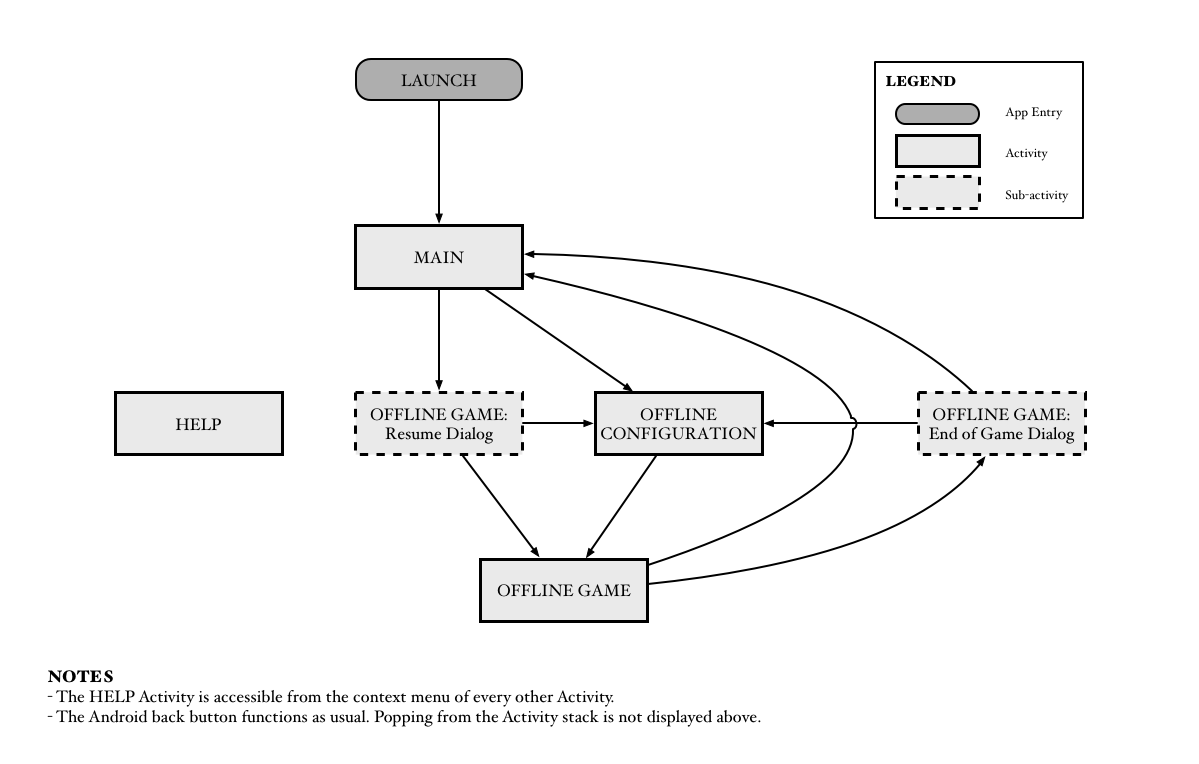 LAUNCH
LEGEND
App Entry
Activity
Sub-activity
MAIN
HELP
OFFLINE GAME:
Resume Dialog
OFFLINE
CONFIGURATION
OFFLINE GAME:
End of Game Dialog
OFFLINE GAME
NOTES
- The HELP Activity is accessible from the context menu of every other Activity.
- The Android back button functions as usual. Popping from the Activity stack is not displayed above.